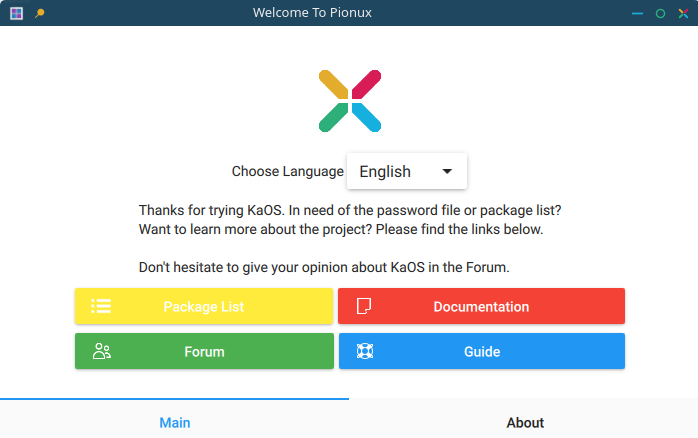 Welcome To Pionux
Choose Language English
Thanks for trying KaOS. In need of the password file or package list?
Want to learn more about the project? Please find the links below.
Don't hesitate to give your opinion about KaOS in the Forum.
Package List Documentation
Forum Guide
Main About